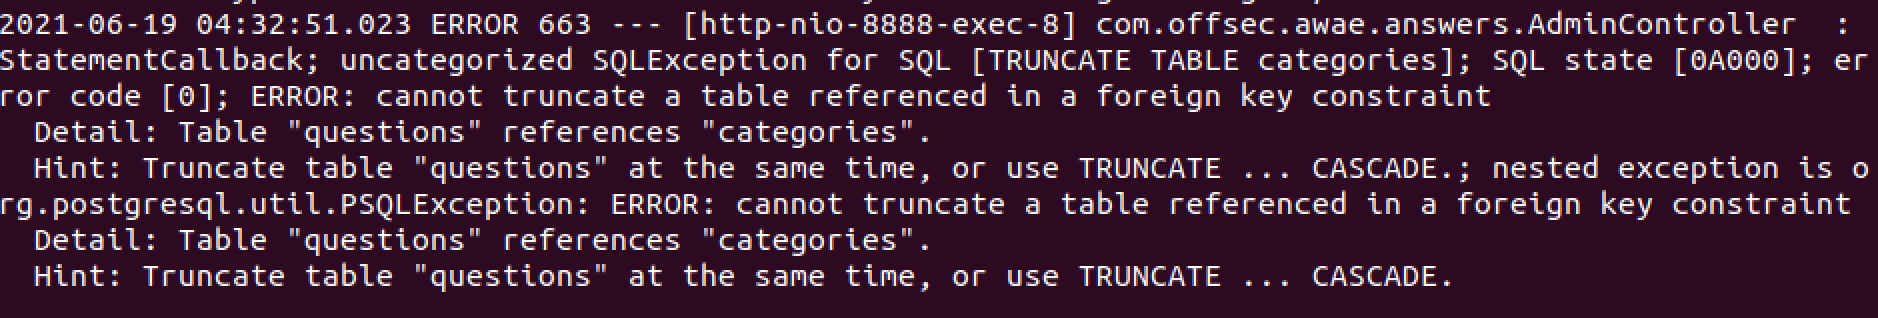 2021-06-19 04:32:51.023 ERROR 663 --- [http-nio-8888-exec-8] com.offsec.awae.answers.AdminController  :
StatementCallback; uncategorized SQLException for SQL [TRUNCATE TABLE categories]; SQL state [0A000]; er
ror code [0]; ERROR: cannot truncate a table referenced in a foreign key constraint
  Detail: Table "questions" references "categories".
  Hint: Truncate table "questions" at the same time, or use TRUNCATE ... CASCADE.; nested exception is o
rg.postgresql.util.PSQLException: ERROR: cannot truncate a table referenced in a foreign key constraint
  Detail: Table "questions" references "categories".
  Hint: Truncate table "questions" at the same time, or use TRUNCATE ... CASCADE.